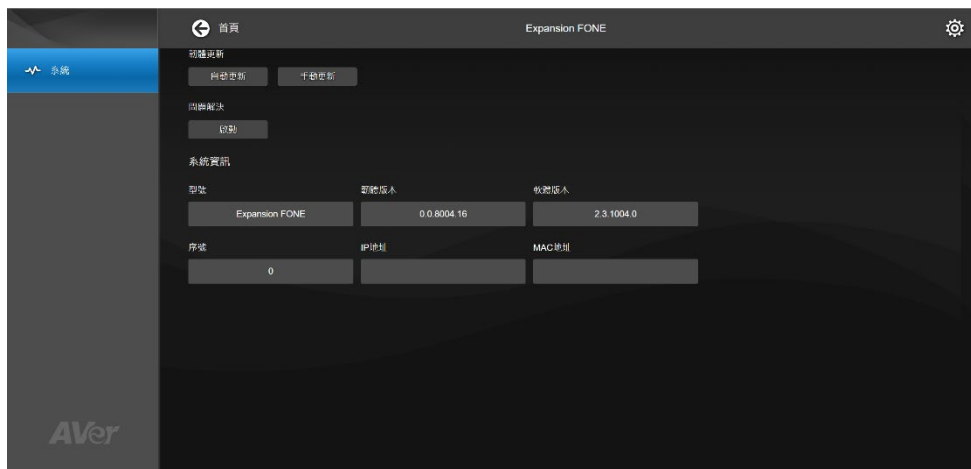 首頁
Expansion FONE
系統
韌體更新
自動更新 手動更新
問題解決
啟動
系統資訊
型號 韌體版本 軟體版本
Expansion FONE 0.0.8004.16 2.3.1004.0
序號 IP地址 MAC地址
0
AVer